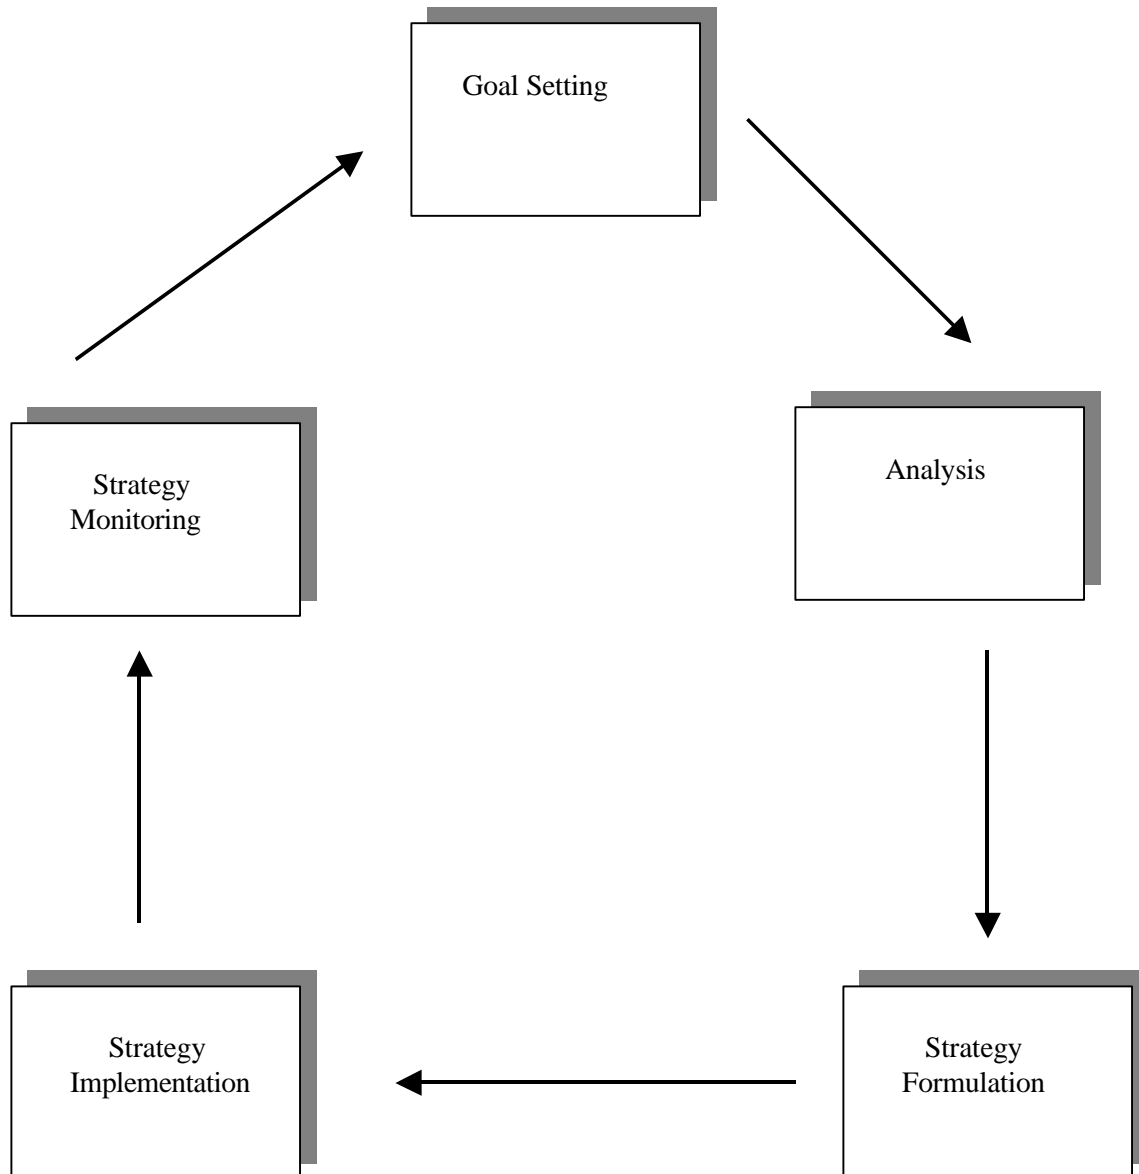 Goal Setting
Analysis
Strategy
Formulation
Strategy
Implementation
Strategy
Monitoring